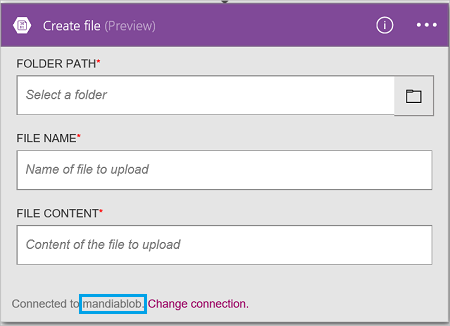 Create file (Preview)
FOLDER PATH*
Select a folder
FILE NAME*
Name of file to upload
FILE CONTENT*
Content of the file to upload
Connected to mandiablob. Change connection.